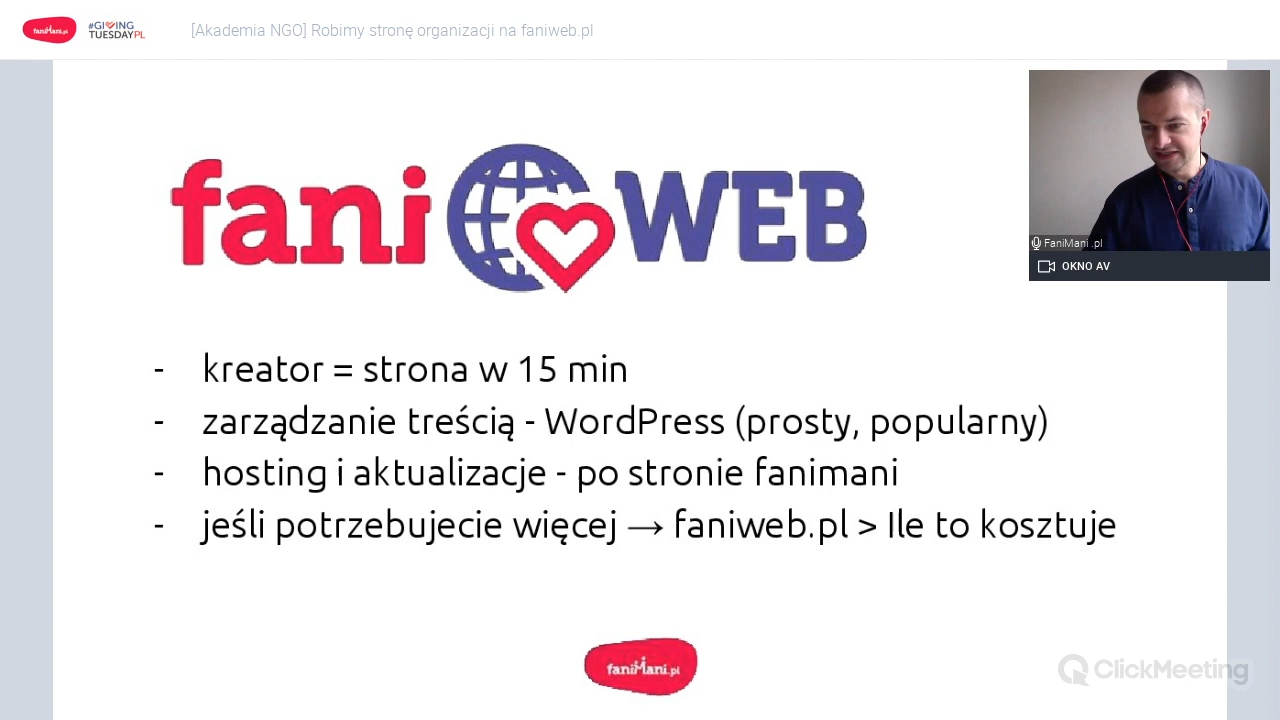 faniMani.pl
#GIVING
TUESDAYPL
[Akademia NGO] Robimy stronę organizacji na faniweb.pl
fani WEB
FaniMani .pl
OKNO AV
- kreator = strona w 15 min
- zarządzanie treścią - WordPress (prosty, popularny)
- hosting i aktualizacje - po stronie fanimani
- jeśli potrzebujecie więcej → faniweb.pl > Ile to kosztuje
faniMani.pl
ClickMeeting